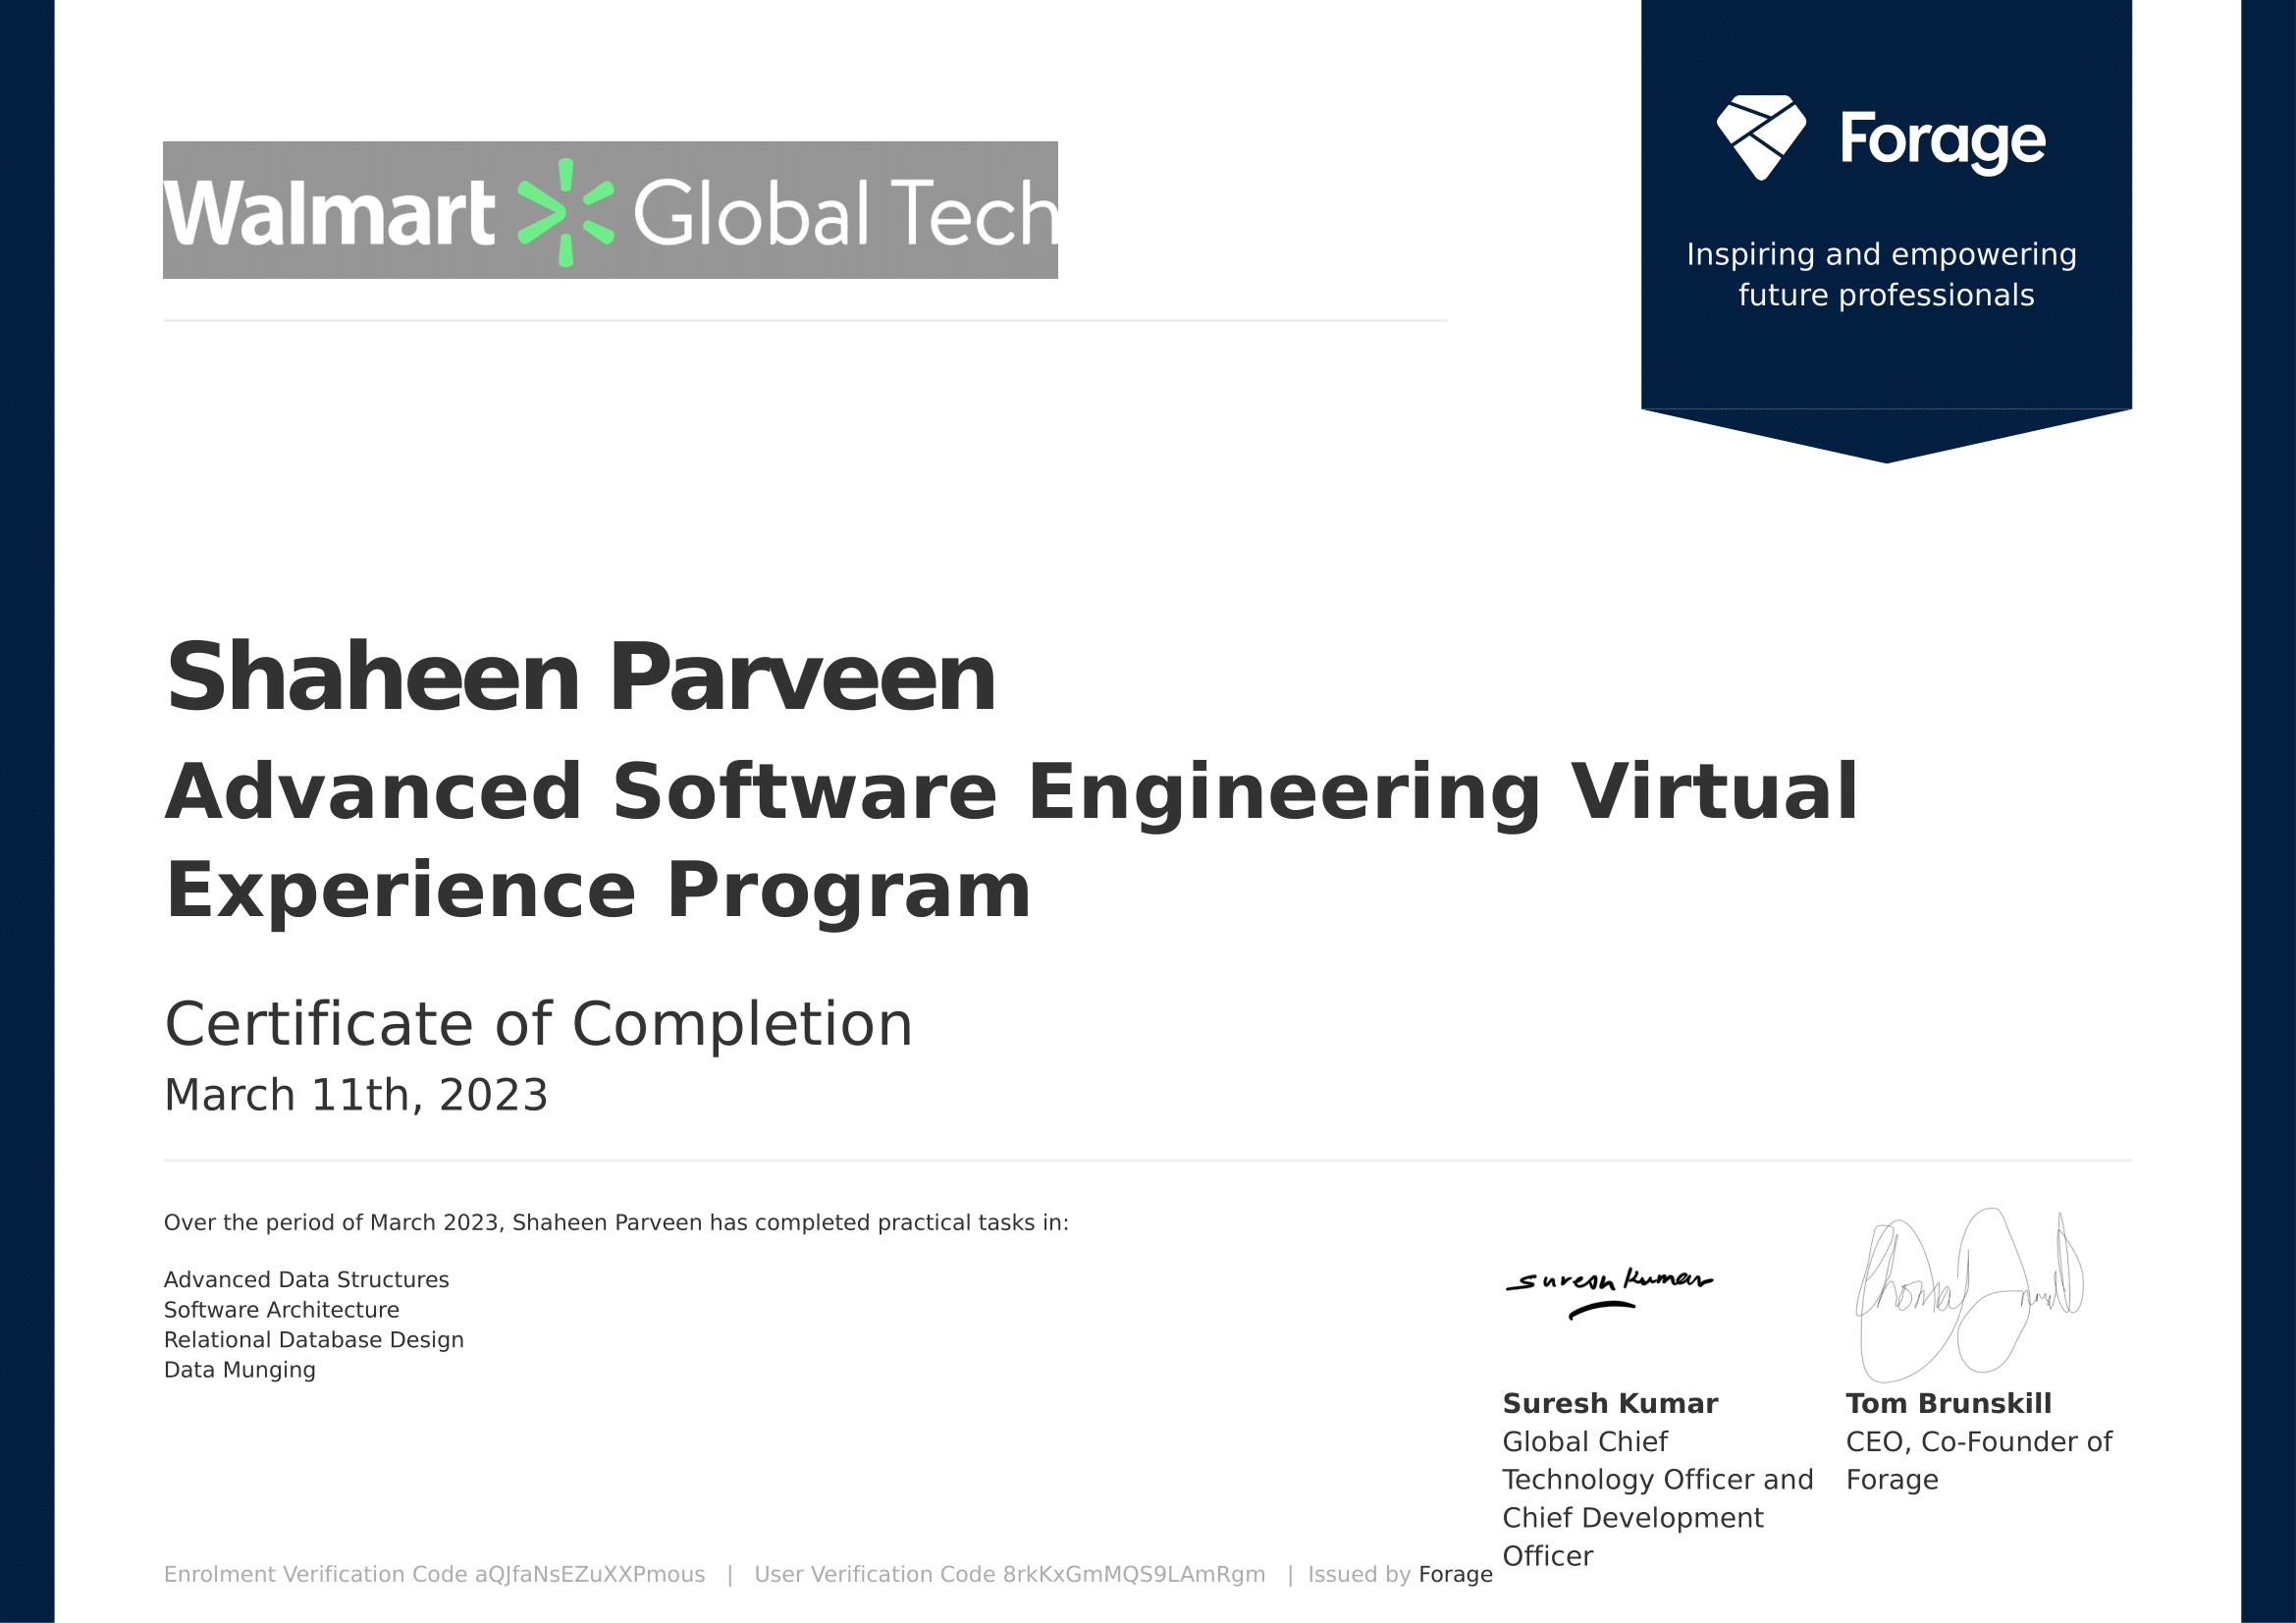 Walmart Global Tech
Forage
Inspiring and empowering
future professionals
Shaheen Parveen
Advanced Software Engineering Virtual
Experience Program
Certificate of Completion
March 11th, 2023
Over the period of March 2023, Shaheen Parveen has completed practical tasks in:
Advanced Data Structures
Software Architecture
Relational Database Design
Data Munging
Suresh Kumar
Suresh Kumar
Global Chief
Technology Officer and
Chief Development
Officer
Tom Brunskill
CEO, Co-Founder of
Forage
Enrolment Verification Code aQJfaNsEZuXXPmous | User Verification Code 8rkKxGmMQS9LAmRgm | Issued by Forage